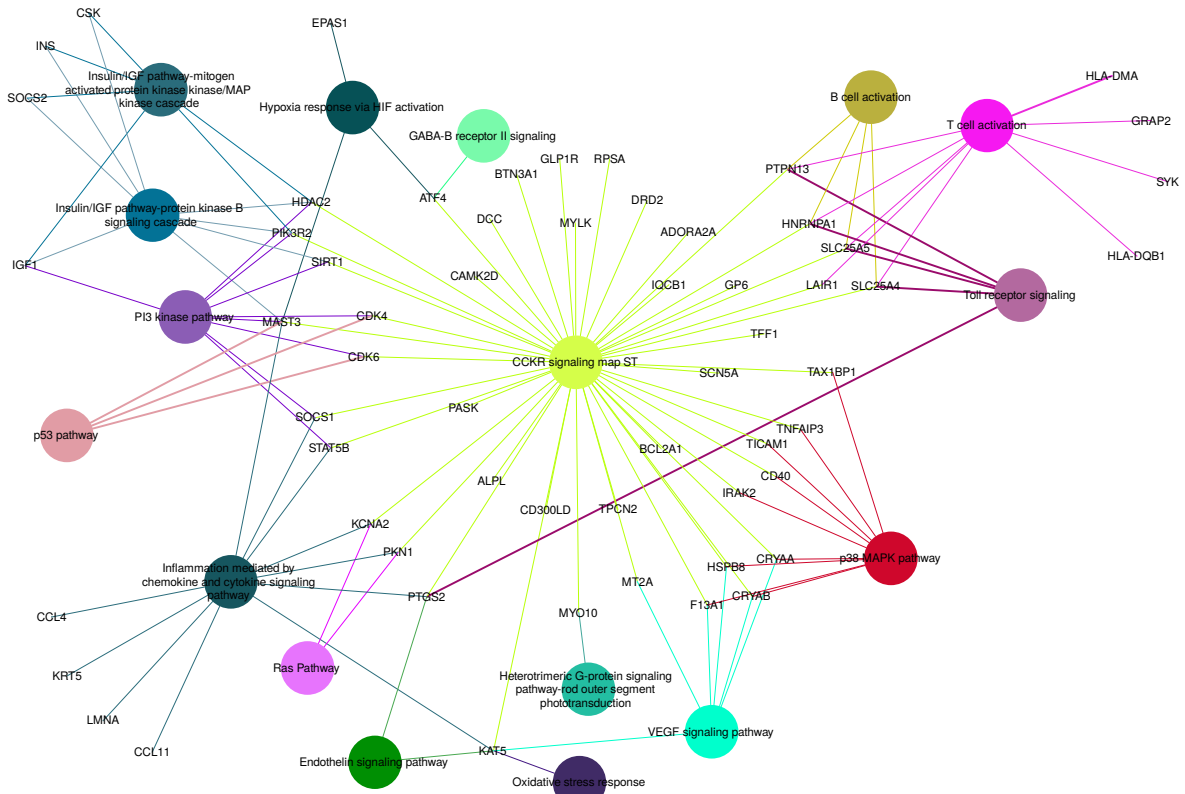 CSK
EPAS1
INS
Insulin/IGF pathway-mitogen
activated protein kinase kinase/MAP
kinase cascade
HLA-DMA
SOCS2
B cell activation
Hypoxia response via HIF activation
GRAP2
T cell activation
GABA-B receptor II signaling
GLP1R
RPSA
BTN3A1
PTPN13
SYK
ATF4
HDAC2
DRD2
Insulin/IGF pathway-protein kinase B
signaling cascade
DCC
MYLK
HNRNPA1
PIK3R2
ADORA2A
SLC25A5
HLA-DQB1
IGF1
SIRT1
CAMK2D
IQCB1
GP6
LAIR1
SLC25A4
Toll receptor signaling
PI3 kinase pathway
MAST3
CDK4
TFF1
CDK6
CCKR signaling map ST
SCN5A
TAX1BP1
PASK
SOCS1
p53 pathway
TNFAIP3
TICAM1
STAT5B
BCL2A1
CD40
ALPL
IRAK2
CD300LD
TPCN2
KCNA2
PKN1
CRYAA
p38 MAPK pathway
HSPB8
Inflammation mediated by
chemokine and cytokine signaling
pathway
MT2A
PTGS2
CRYAB
F13A1
MYO10
CCL4
Ras Pathway
KRT5
Heterotrimeric G-protein signaling
pathway-rod outer segment
phototransduction
LMNA
VEGF signaling pathway
CCL11
KAT5
Endothelin signaling pathway
Oxidative stress response